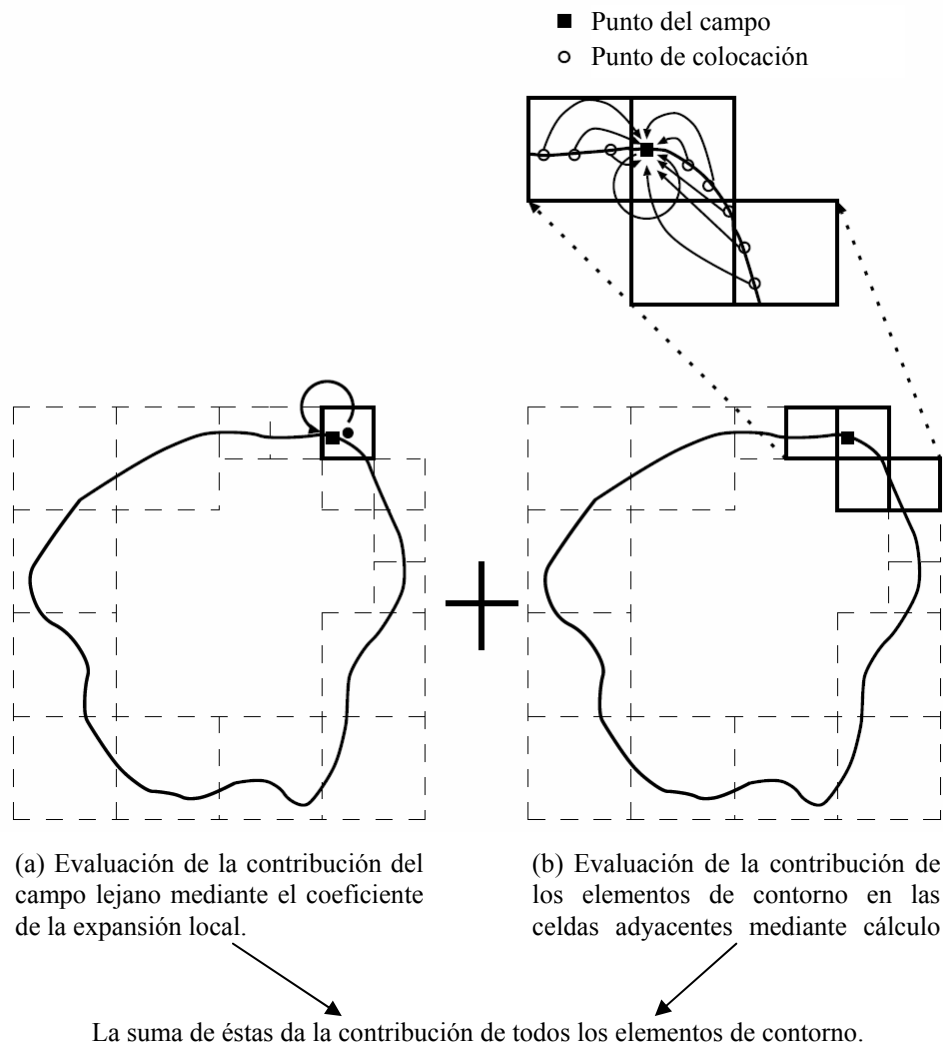 Punto del campo
Punto de colocación
(a) Evaluación de la contribución del
campo lejano mediante el coeficiente
de la expansión local.
(b) Evaluación de la contribución de
los elementos de contorno en las
celdas adyacentes mediante cálculo
La suma de éstas da la contribución de todos los elementos de contorno.